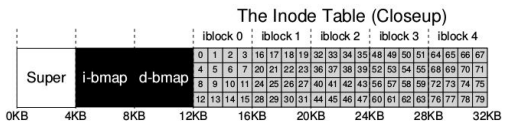 The Inode Table (Closeup)
iblock 0 iblock 1 iblock 2 iblock 3 iblock 4
Super i-bmap d-bmap
0 1 2 3 16 17 18 19 32 33 34 35 48 49 50 51 64 65 66 67
4 5 6 7 20 21 22 23 36 37 38 39 52 53 54 55 68 69 70 71
8 9 10 11 24 25 26 27 40 41 42 43 56 57 58 59 72 73 74 75
12 13 14 15 28 29 30 31 44 45 46 47 60 61 62 63 76 77 78 79
0KB 4KB 8KB 12KB 16KB 20KB 24KB 28KB 32KB